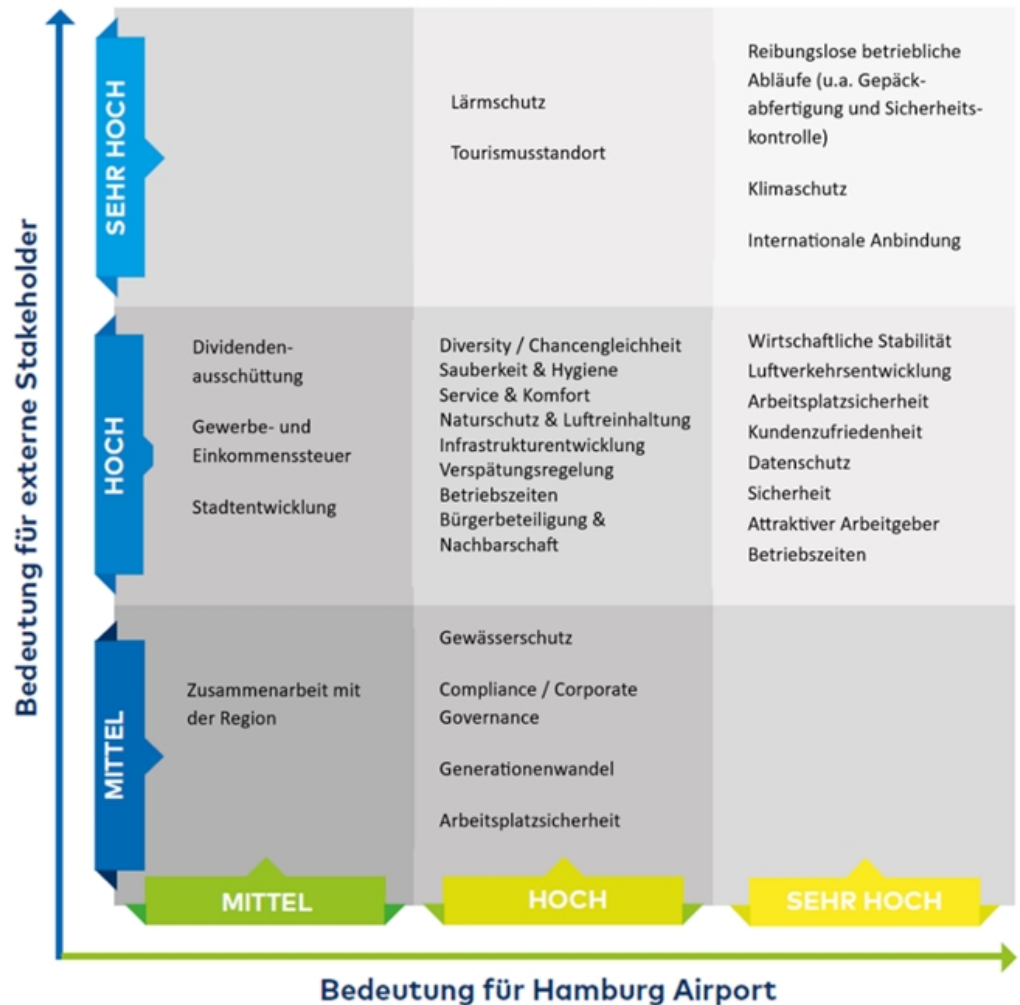 Bedeutung für externe Stakeholder
SEHR HOCH
Lärmschutz
Tourismusstandort
Reibungslose betriebliche
Abläufe (u.a. Gepäck-
abfertigung und Sicherheits-
kontrolle)
Klimaschutz
Internationale Anbindung
HOCH
Dividenden-
ausschüttung
Gewerbe- und
Einkommenssteuer
Stadtentwicklung
Diversity / Chancengleichheit
Sauberkeit & Hygiene
Service & Komfort
Naturschutz & Luftreinhaltung
Infrastrukturentwicklung
Verspätungsregelung
Betriebszeiten
Bürgerbeteiligung &
Nachbarschaft
Wirtschaftliche Stabilität
Luftverkehrsentwicklung
Arbeitsplatzsicherheit
Kundenzufriedenheit
Datenschutz
Sicherheit
Attraktiver Arbeitgeber
Betriebszeiten
MITTEL
Zusammenarbeit mit
der Region
Gewässerschutz
Compliance / Corporate
Governance
Generationenwandel
Arbeitsplatzsicherheit
MITTEL
HOCH
SEHR HOCH
Bedeutung für Hamburg Airport